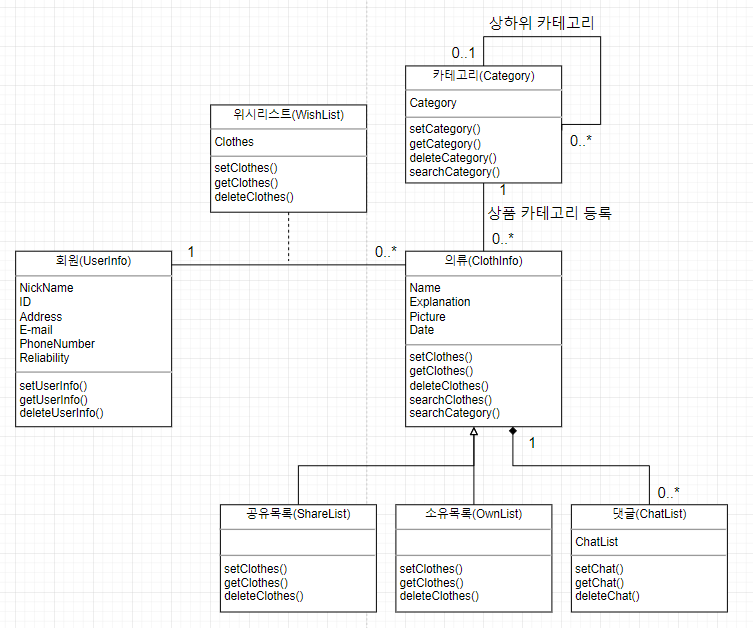 상하위 카테고리
0..1
카테고리(Category)
Category
setCategory()
getCategory()
deleteCategory()
searchCategory()
0..*
1
상품 카테고리 등록
0..*
위시리스트(WishList)
Clothes
setClothes()
getClothes()
deleteClothes()
1
0..*
회원(UserInfo)
NickName
ID
Address
E-mail
PhoneNumber
Reliability
setUserInfo()
getUserInfo()
deleteUserInfo()
의류(ClothInfo)
Name
Explanation
Picture
Date
setClothes()
getClothes()
deleteClothes()
searchClothes()
searchCategory()
1
0..*
공유목록(ShareList)
setClothes()
getClothes()
deleteClothes()
소유목록(OwnList)
setClothes()
getClothes()
deleteClothes()
댓글(ChatList)
ChatList
setChat()
getChat()
deleteChat()